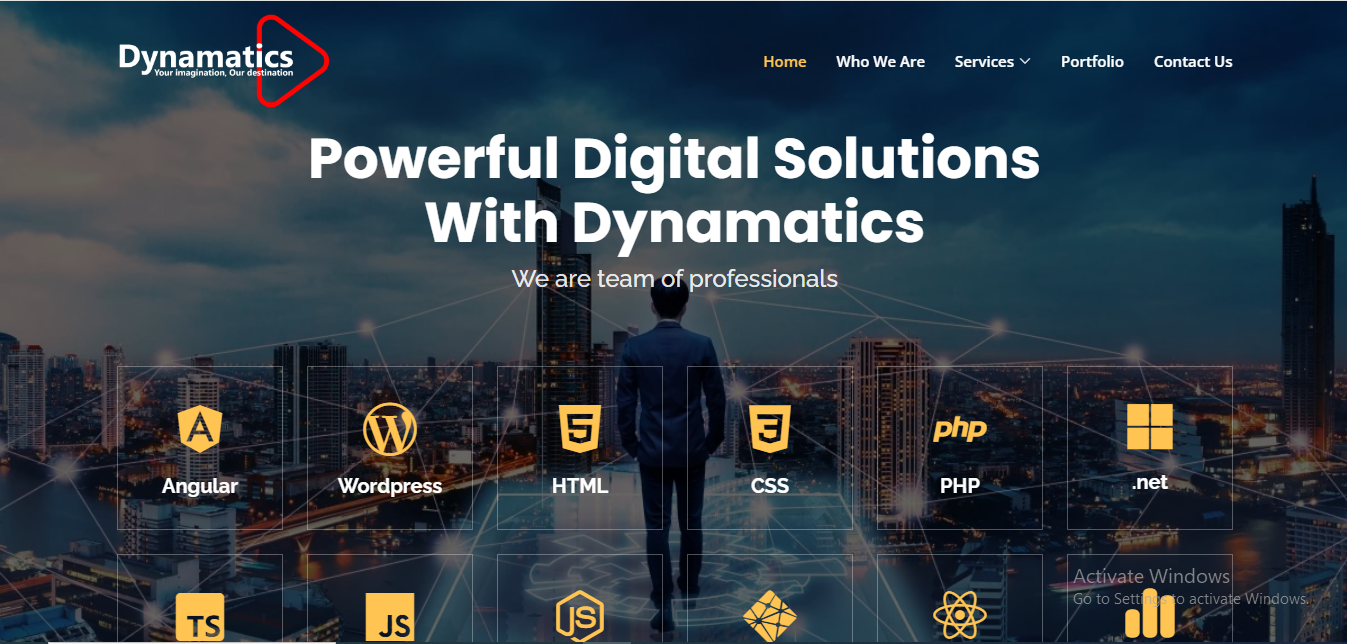 Dynamatics
Your imagination, Our destination
Home Who We Are Services Portfolio Contact Us
Powerful Digital Solutions
With Dynamatics
We are team of professionals
Angular Wordpress HTML CSS PHP .net
php
TS JS JS
Activate Windows
Go to Settings to activate Windows.